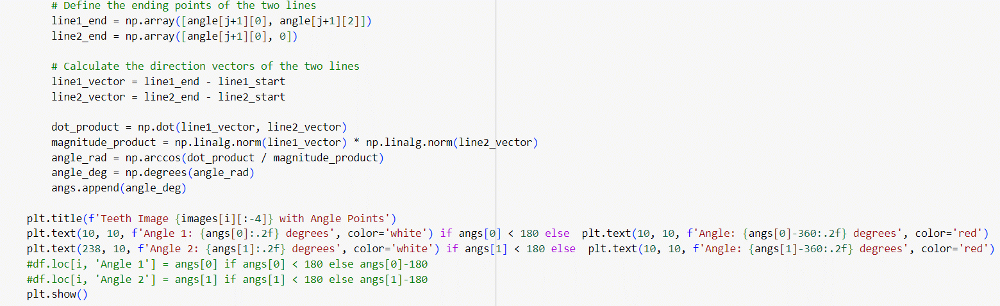 # Define the ending points of the two lines
line1_end = np.array([angle[j+1][0], angle[j+1][2]])
line2_end = np.array([angle[j+1][0], 0])
# Calculate the direction vectors of the two lines
line1_vector = line1_end - line1_start
line2_vector = line2_end - line2_start
dot_product = np.dot(line1_vector, line2_vector)
magnitude_product = np.linalg.norm(line1_vector) * np.linalg.norm(line2_vector)
angle_rad = np.arccos(dot_product / magnitude_product)
angle_deg = np.degrees(angle_rad)
angs.append(angle_deg)
plt.title(f'Teeth Image {images[i][:-4]} with Angle Points')
plt.text(10, 10, f'Angle 1: {angs[0]:.2f} degrees', color='white') if angs[0] < 180 else  plt.text(10, 10, f'Angle: {angs[0]-360:.2f} degrees', color='red')
plt.text(238, 10, f'Angle 2: {angs[1]:.2f} degrees', color='white') if angs[1] < 180 else  plt.text(10, 10, f'Angle: {angs[1]-360:.2f} degrees', color='red')
#df.loc[i, 'Angle 1'] = angs[0] if angs[0] < 180 else angs[0]-180
#df.loc[i, 'Angle 2'] = angs[1] if angs[1] < 180 else angs[1]-180
plt.show()